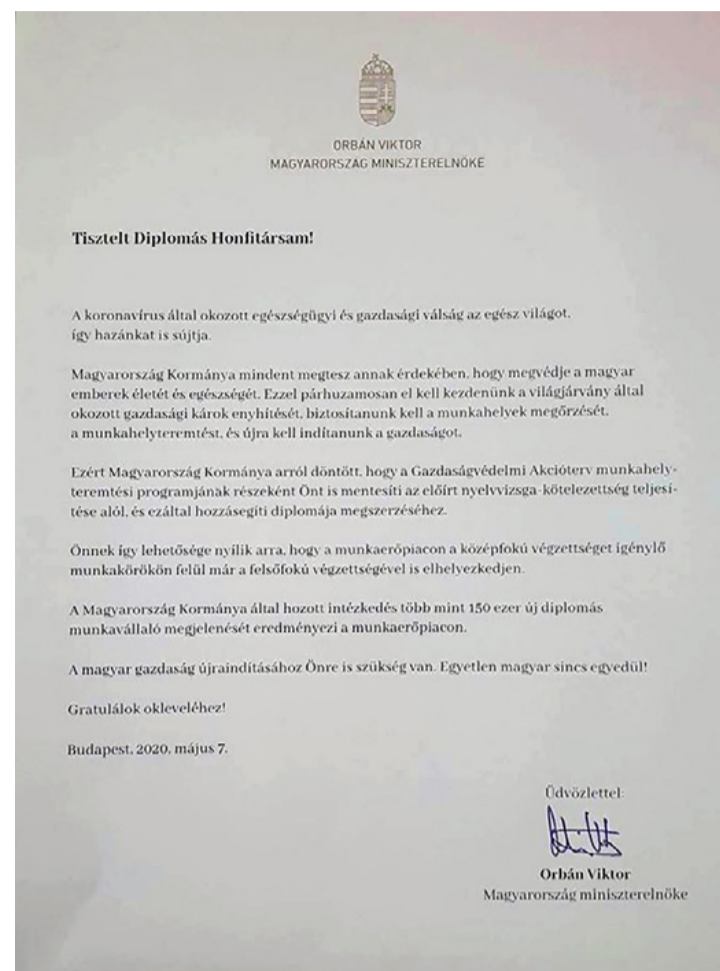 ORBÁN VIKTOR
MAGYARORSZÁG MINISZTERELNÖKE
Tisztelt Diplomás Honfitársam!
A koronavírus által okozott egészségügyi és gazdasági válság az egész világot,
így hazánkat is sújtja.
Magyarország Kormánya mindent megtesz annak érdekében, hogy megvédje a magyar
emberek életét és egészségét. Ezzel párhuzamosan el kell kezdenünk a világjárvány által
okozott gazdasági károk enyhítését, biztosítanunk kell a munkahelyek megőrzését,
a munkahelyteremtést, és újra kell indítanunk a gazdaságot.
Ezért Magyarország Kormánya arról döntött, hogy a Gazdaságvédelmi Akcióterv munkahely-
teremtési programjának részeként Önt is mentesíti az előírt nyelvvizsga-kötelezettség teljesí-
tése alól, és ezáltal hozzásegíti diplomája megszerzéséhez.
Önnek így lehetősége nyílik arra, hogy a munkaerőpiacon a középfokú végzettséget igénylő
munkakörökön felül már a felsőfokú végzettségével is elhelyezkedjen.
A Magyarország Kormánya által hozott intézkedés több mint 150 ezer új diplomás
munkavállaló megjelenését eredményezi a munkaerőpiacon.
A magyar gazdaság újraindításához Önre is szükség van. Egyetlen magyar sincs egyedül!
Gratulálok okleveléhez!
Budapest, 2020. május 7.
Üdvözlettel:
Orbán Viktor
Magyarország miniszterelnöke